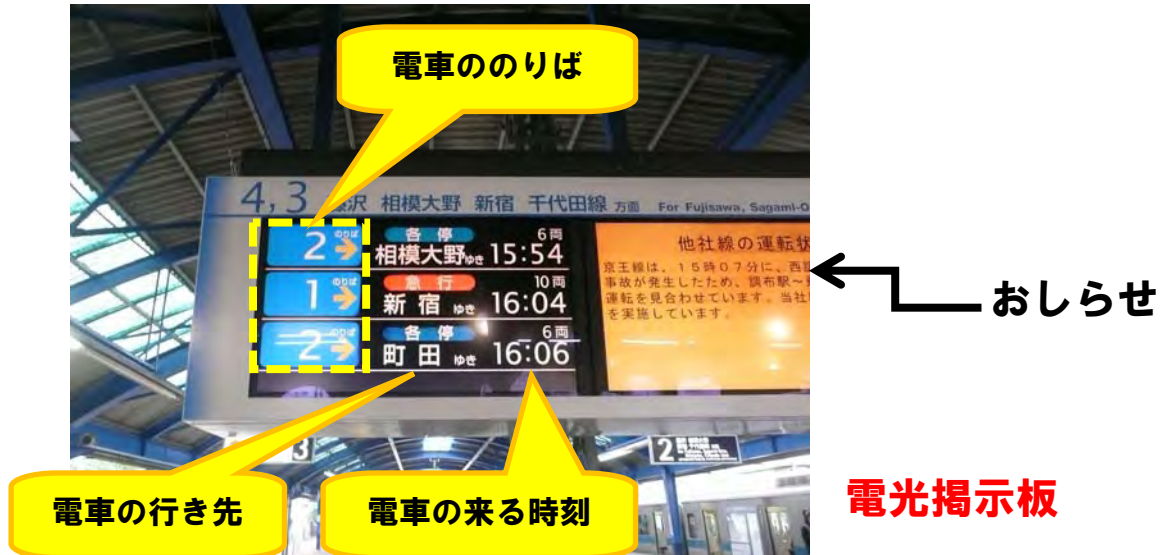 電車ののりば
4,3 沢 相模大野 新宿 千代田線 方面 For Fujisawa, Sagami-O
のりば 2 各停 6両
相模大野ゆき 15:54
のりば 1 急行 10両
新宿ゆき 16:04
のりば 2 各停 6両
町田ゆき 16:06
他社線の運転状
京王線は、15時07分に、西
事故が発生したため、調布駅～
運転を見合わせています。当社
を実施しています。
おしらせ
3
2
電車の行き先
電車の来る時刻
電光掲示板